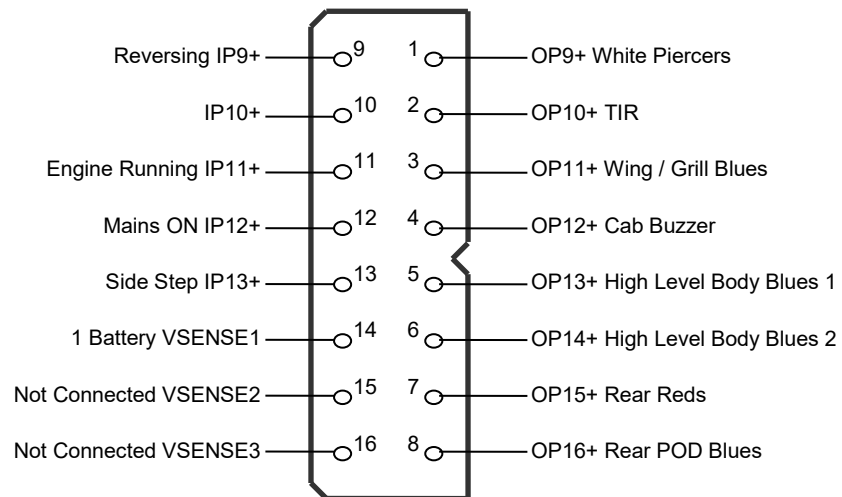 Reversing IP9+ 9 1 OP9+ White Piercers
IP10+ 10 2 OP10+ TIR
Engine Running IP11+ 11 3 OP11+ Wing / Grill Blues
Mains ON IP12+ 12 4 OP12+ Cab Buzzer
Side Step IP13+ 13 5 OP13+ High Level Body Blues 1
1 Battery VSENSE1 14 6 OP14+ High Level Body Blues 2
Not Connected VSENSE2 15 7 OP15+ Rear Reds
Not Connected VSENSE3 16 8 OP16+ Rear POD Blues